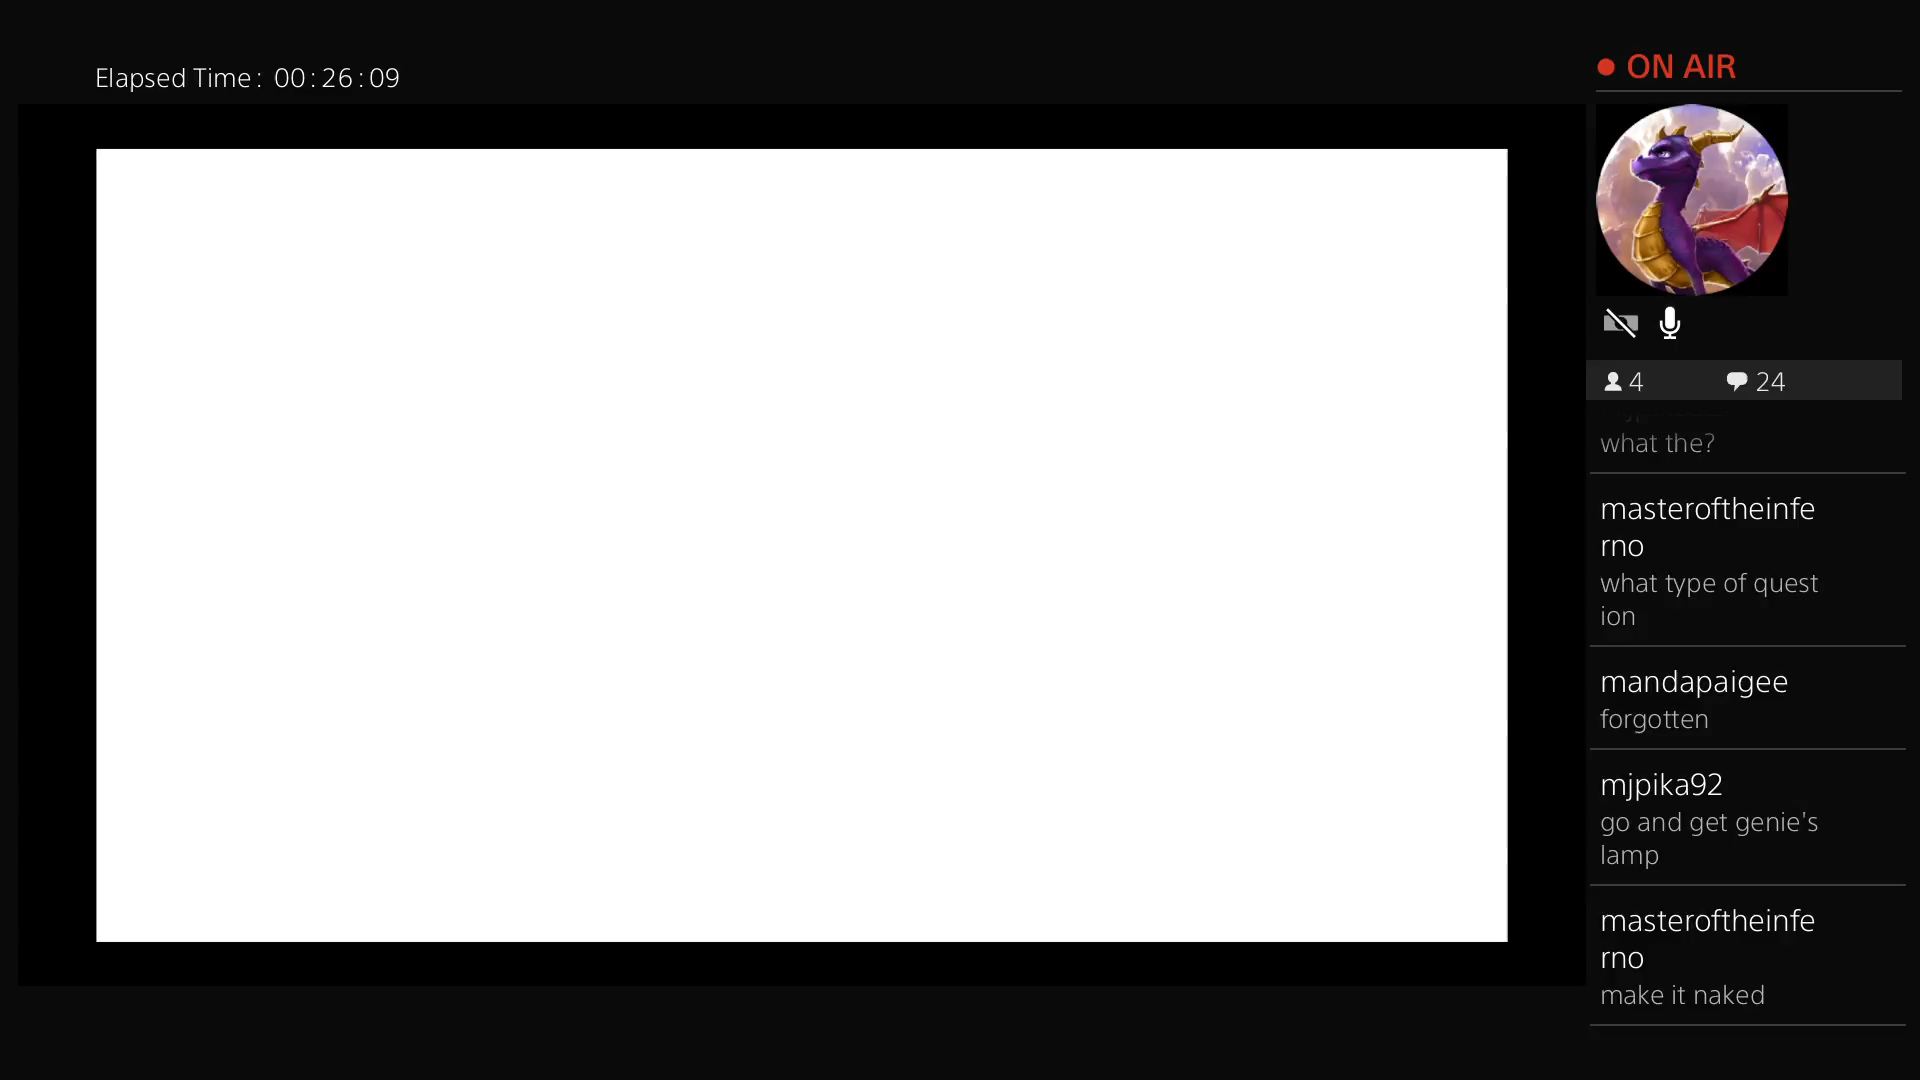 Elapsed Time: 00:26:09
ON AIR
4
24
what the?
masteroftheinfe
rno
what type of quest
ion
mandapaigee
forgotten
mjpika92
go and get genie's
lamp
masteroftheinfe
rno
make it naked